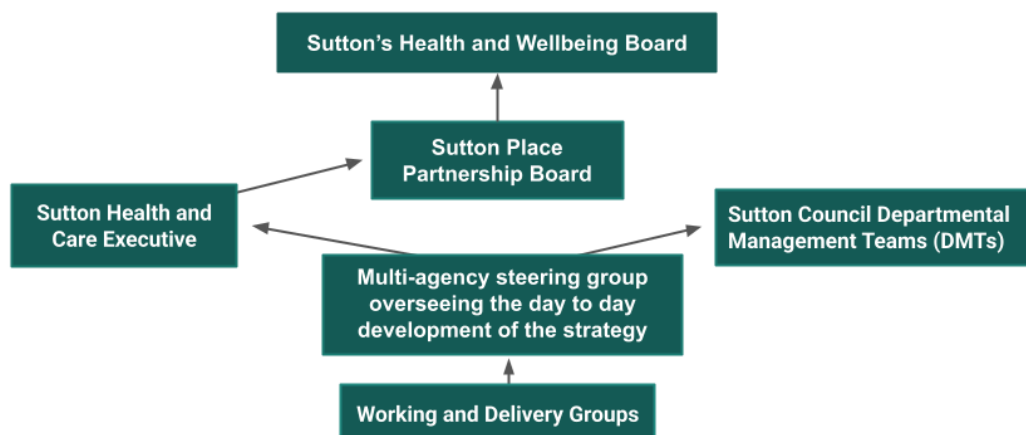 Sutton’s Health and Wellbeing Board
Sutton Place
Partnership Board
Sutton Health and
Care Executive
Sutton Council Departmental
Management Teams (DMTs)
Multi-agency steering group
overseeing the day to day
development of the strategy
Working and Delivery Groups